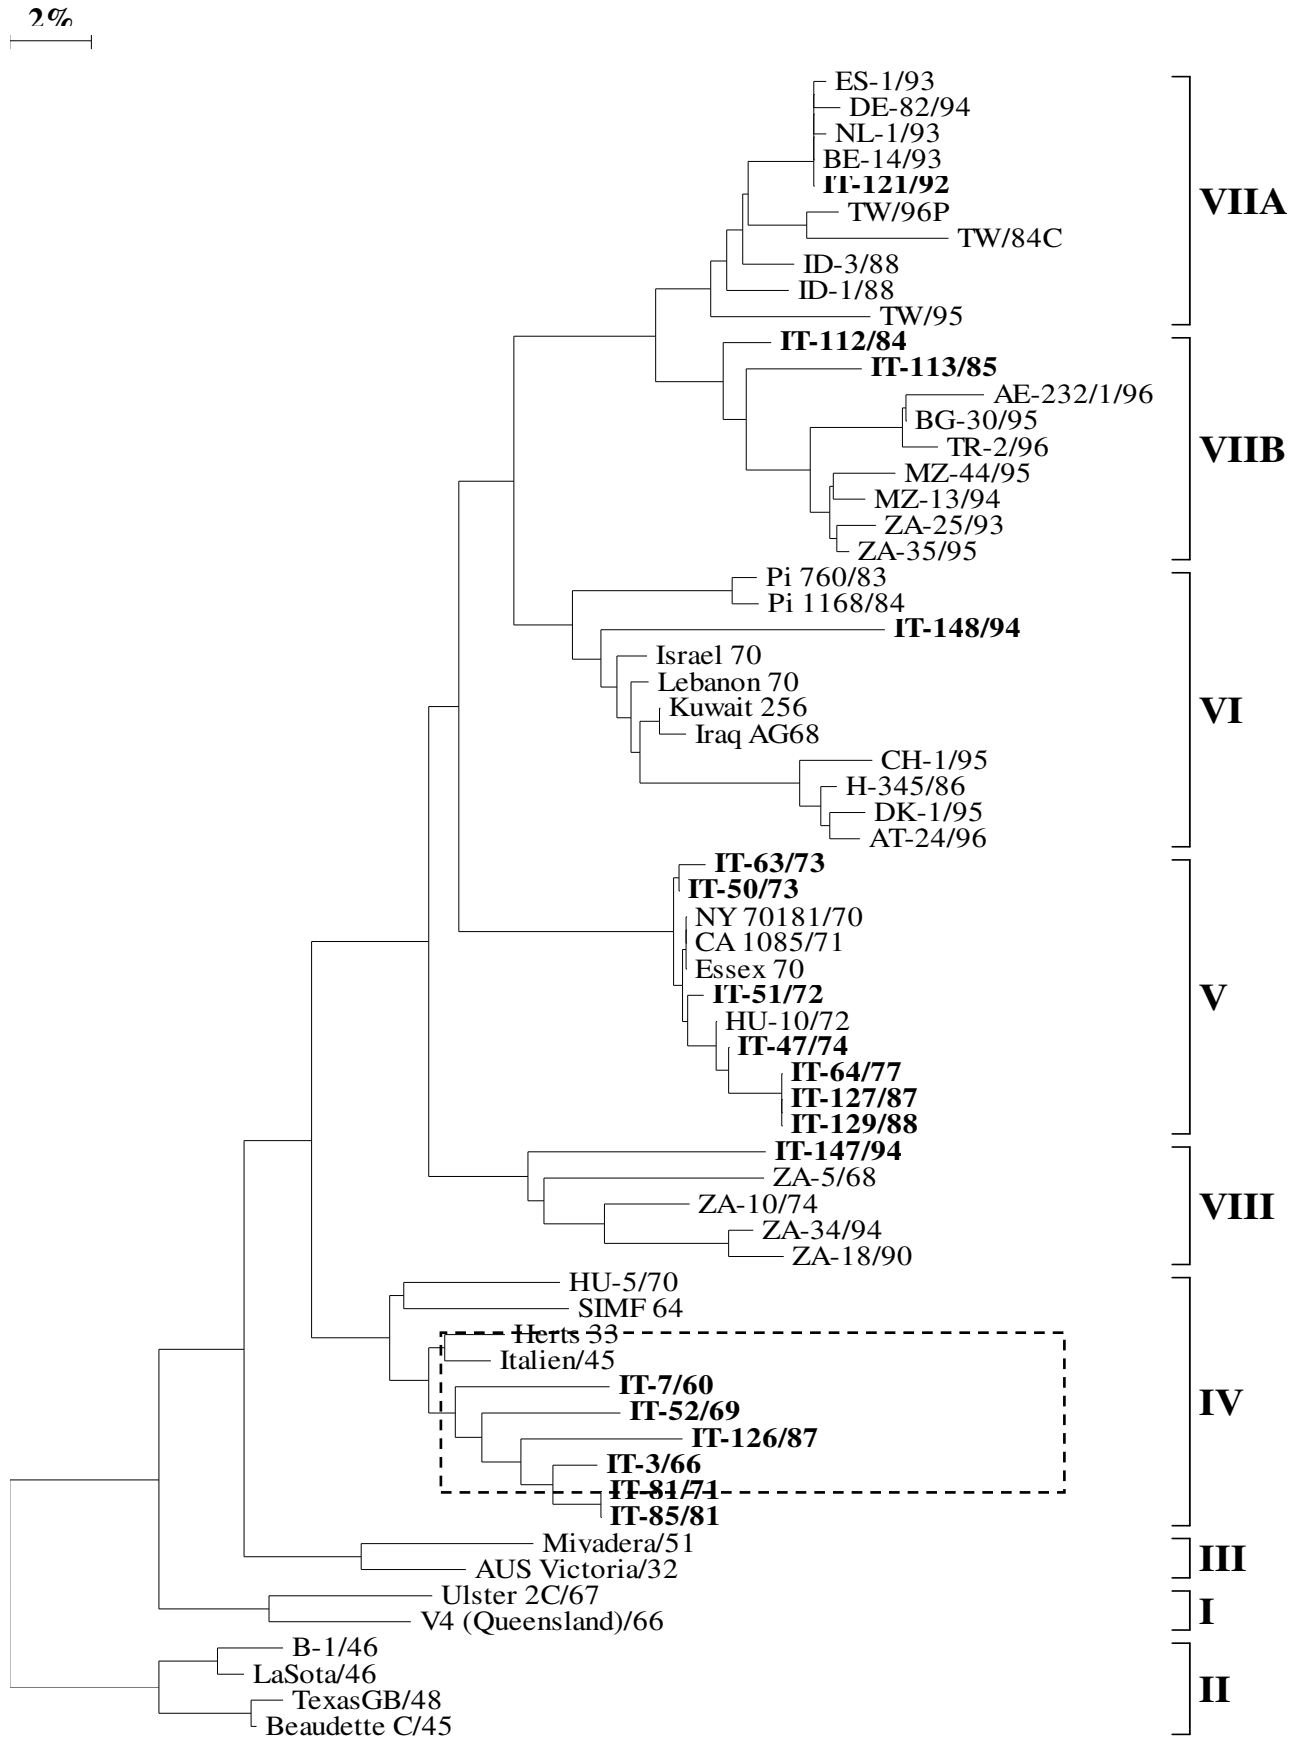 2%
ES-1/93
DE-82/94
NL-1/93
BE-14/93
IT-121/92
TW/96P
VIIA
TW/84C
ID-3/88
ID-1/88
TW/95
IT-112/84
IT-113/85
AE-232/1/96
BG-30/95
TR-2/96
VIIB
MZ-44/95
MZ-13/94
ZA-25/93
ZA-35/95
Pi 760/83
Pi 1168/84
IT-148/94
Israel 70
Lebanon 70
Kuwait 256
VI
Iraq AG68
CH-1/95
H-345/86
DK-1/95
AT-24/96
IT-63/73
IT-50/73
NY 70181/70
CA 1085/71
Essex 70
IT-51/72
V
HU-10/72
IT-47/74
IT-64/77
IT-127/87
IT-129/88
IT-147/94
ZA-5/68
ZA-10/74
VIII
ZA-34/94
ZA-18/90
HU-5/70
SIMF 64
Herts 33
Italien/45
IT-7/60
IV
IT-52/69
IT-126/87
IT-3/66
IT-81/71
IT-85/81
Miyadera/51
III
AUS Victoria/32
Ulster 2C/67
I
V4 (Queensland)/66
B-1/46
LaSota/46
II
TexasGB/48
Beaudette C/45